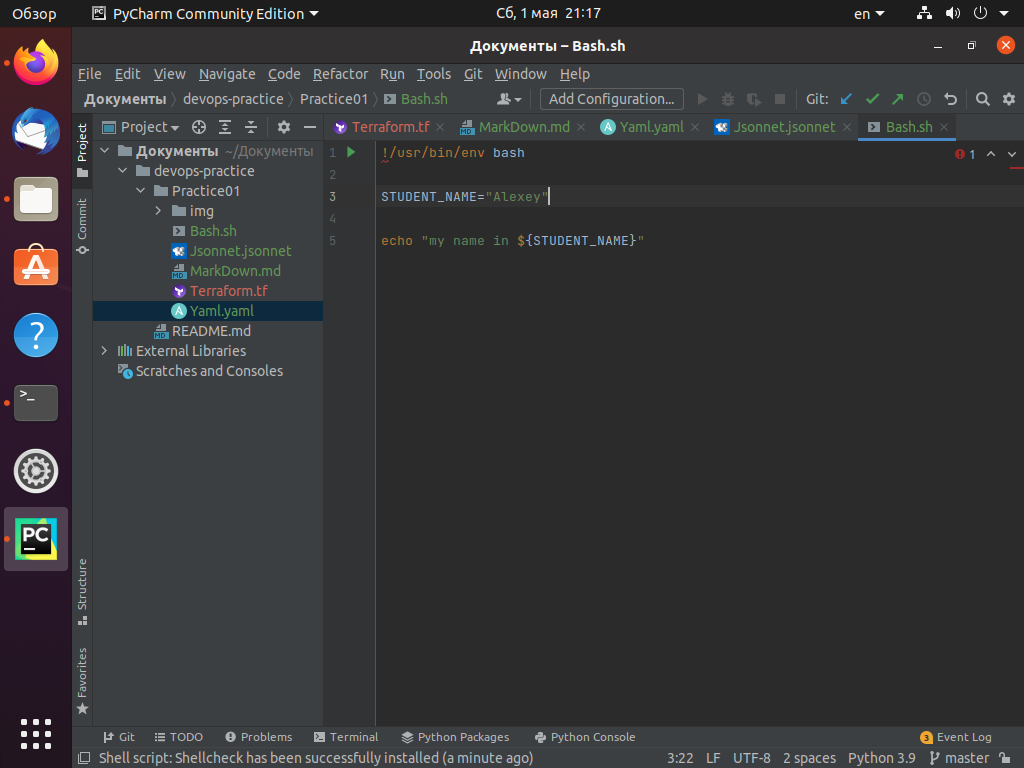 Обзор PyCharm Community Edition Сб, 1 мая 21:17 en
Документы – Bash.sh
File Edit View Navigate Code Refactor Run Tools Git Window Help
Документы devops-practice Practice01 Bash.sh Add Configuration... Git:
Project Terraform.tf MarkDown.md Yaml.yaml Jsonnet.jsonnet Bash.sh
Project
Commit
Structure
Favorites
Документы ~/Документы
devops-practice
Practice01
img
Bash.sh
Jsonnet.jsonnet
MarkDown.md
Terraform.tf
Yaml.yaml
README.md
External Libraries
Scratches and Consoles
1 !/usr/bin/env bash 1
2
3 STUDENT_NAME="Alexey"
4
5 echo "my name in ${STUDENT_NAME}"
Git TODO Problems Terminal Python Packages Python Console 3 Event Log
Shell script: Shellcheck has been successfully installed (a minute ago) 3:22 LF UTF-8 2 spaces Python 3.9 master